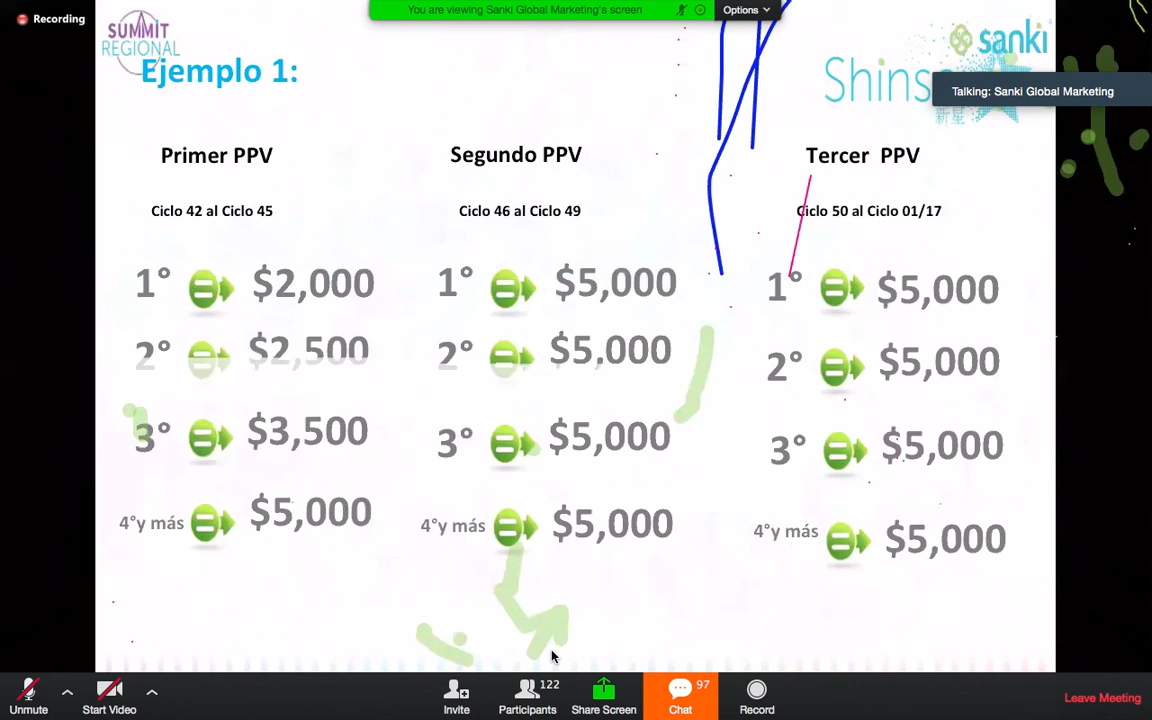 Recording
You are viewing Sanki Global Marketing's screen
Options
SUMMIT
REGIONAL
sanki
Ejemplo 1:
Shins
新星
Talking: Sanki Global Marketing
Primer PPV
Segundo PPV
Tercer PPV
Ciclo 42 al Ciclo 45
Ciclo 46 al Ciclo 49
Ciclo 50 al Ciclo 01/17
1° $2,000
1° $5,000
1° $5,000
2° $2,500
2° $5,000
2° $5,000
3° $3,500
3° $5,000
3° $5,000
4°y más $5,000
4°y más $5,000
4°y más $5,000
Unmute
Start Video
Invite
122
Participants
Share Screen
97
Chat
Record
Leave Meeting